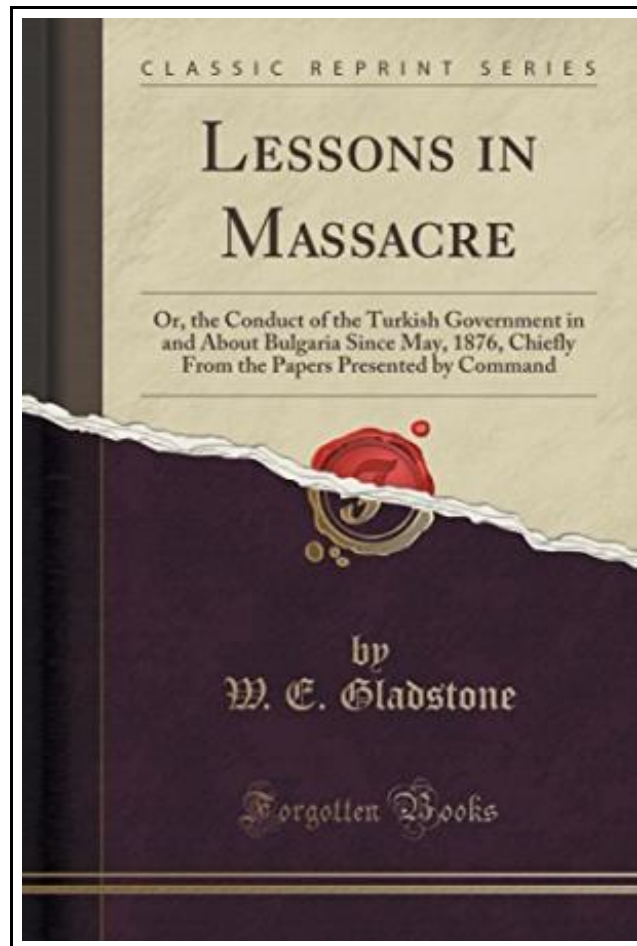 CLASSIC REPRINT SERIES
LESSONS IN
MASSACRE
Or, the Conduct of the Turkish Government in
and About Bulgaria Since May, 1876, Chiefly
From the Papers Presented by Command
by
W. E. Gladstone
Forgotten Books